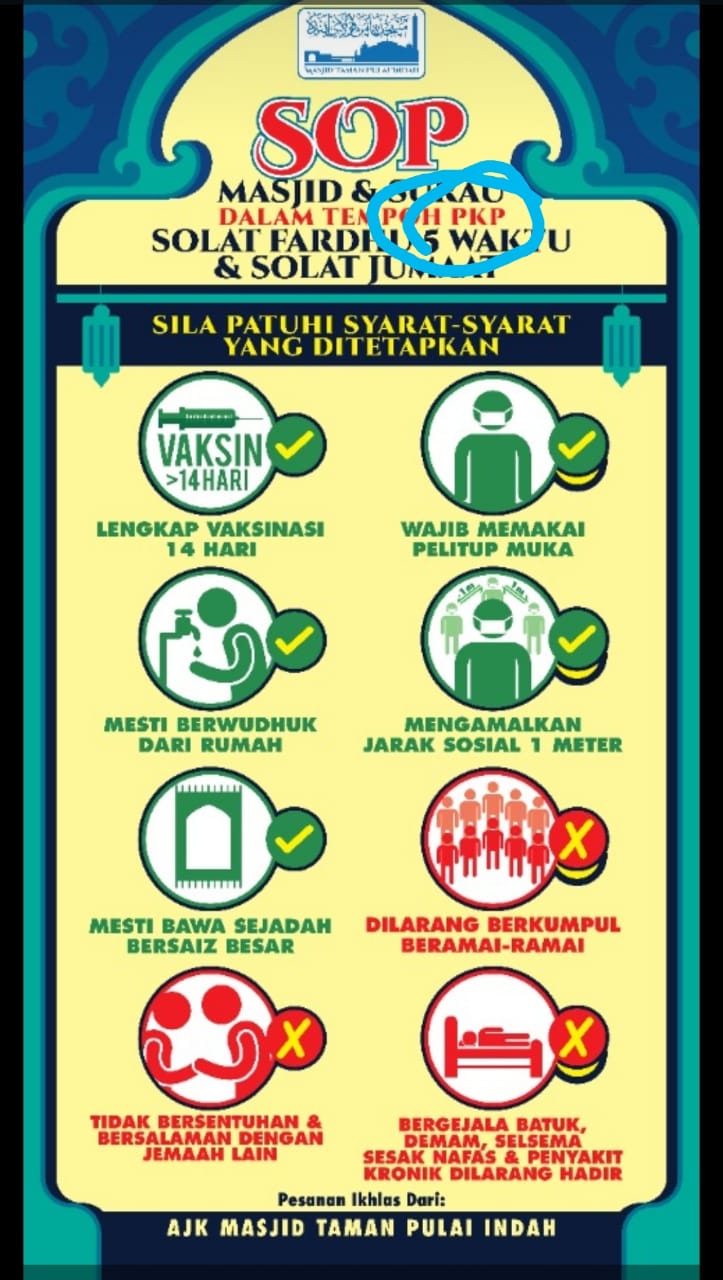 MASJID TAMAN PULAI INDAH
SOP
MASJID & SURAU
DALAM TEMPOH PKP
SOLAT FARDHU 5 WAKTU
& SOLAT JUMAAT
SILA PATUHI SYARAT-SYARAT
YANG DITETAPKAN
VAKSIN
>14 HARI
LENGKAP VAKSINASI
14 HARI
WAJIB MEMAKAI
PELITUP MUKA
MESTI BERWUDHUK
DARI RUMAH
1m 1m
MENGAMALKAN
JARAK SOSIAL 1 METER
MESTI BAWA SEJADAH
BERSAIZ BESAR
DILARANG BERKUMPUL
BERAMAI-RAMAI
TIDAK BERSENTUHAN &
BERSALAMAN DENGAN
JEMAAH LAIN
BERGEJALA BATUK,
DEMAM, SELSEMA
SESAK NAFAS & PENYAKIT
KRONIK DILARANG HADIR
Pesanan Ikhlas Dari:
AJK MASJID TAMAN PULAI INDAH